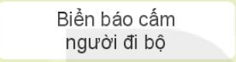 Biển báo cấm
người đi bộ